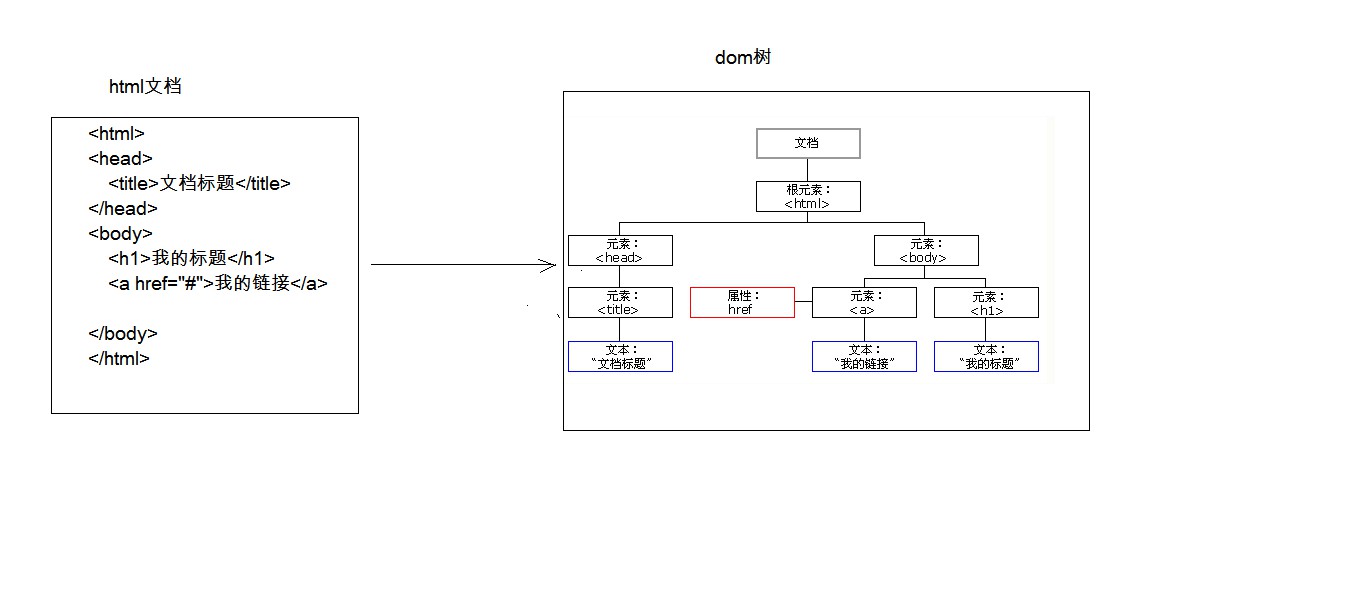 dom树
html文档
<html>
<head>
<title>文档标题</title>
</head>
<body>
<h1>我的标题</h1>
<a href="#">我的链接</a>
</body>
</html>
文档
根元素：
<html>
元素：
<head>
元素：
<body>
元素：
<title>
属性：
href
元素：
<a>
元素：
<h1>
文本：
“文档标题”
文本：
“我的链接”
文本：
“我的标题”